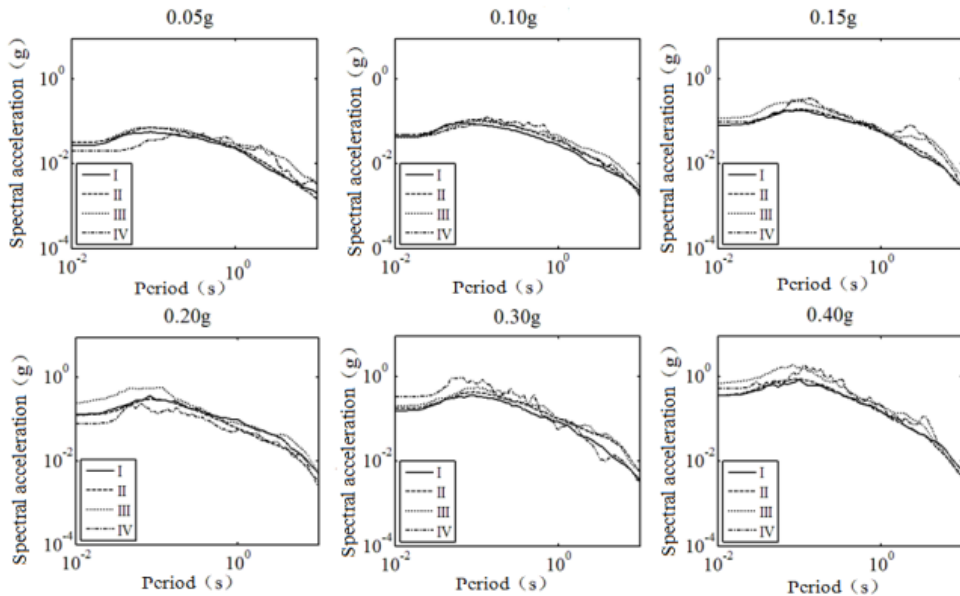 0.05g
0.10g
0.15g
Spectral acceleration (g)
10^0
10^-2
10^-4
I
II
III
IV
10^-2
10^0
Period (s)
Spectral acceleration (g)
10^0
10^-2
0^-4
I
II
III
IV
10^-2
10^0
Period (s)
Spectral acceleration (g)
10^0
10^-2
10^-4
I
II
III
IV
10^-2
10^0
Period (s)
0.20g
0.30g
0.40g
Spectral acceleration (g)
10^0
10^-2
10^-4
I
II
III
IV
10^-2
10^0
Period (s)
Spectral acceleration (g)
10^0
10^-2
10^-4
I
II
III
IV
10^-2
10^0
Period (s)
Spectral acceleration (g)
10^0
10^-2
10^-4
I
II
III
IV
10^-2
10^0
Period (s)